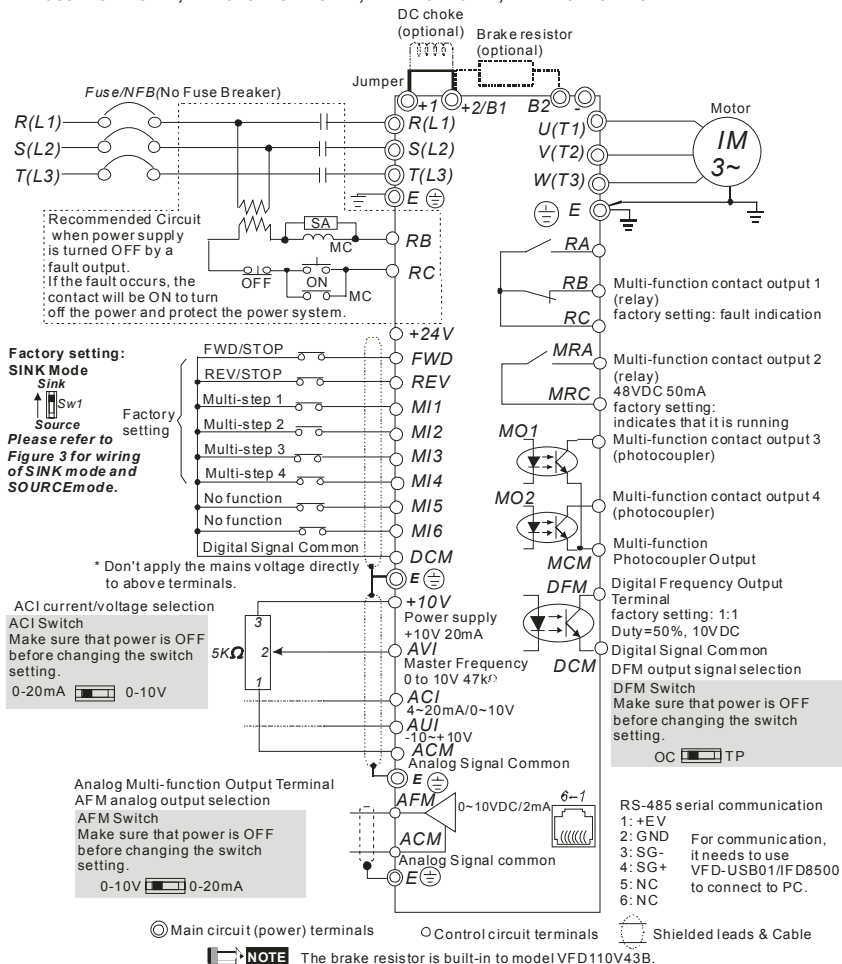 DC choke
(optional)
Brake resistor
(optional)
Jumper
Fuse/NFB(No Fuse Breaker)
+1
+2/B1
B2
-
Motor
R(L1)
R(L1)
U(T1)
IM
3~
S(L2)
S(L2)
V(T2)
T(L3)
T(L3)
W(T3)
E
E
Recommended Circuit
when power supply
is turned OFF by a
fault output.
If the fault occurs, the
contact will be ON to turn
off the power and protect the power system.
SA
MC
OFF
ON
MC
RB
RC
RA
RB
RC
Multi-function contact output 1
(relay)
factory setting: fault indication
+24V
Factory setting:
SINK Mode
Sink
Sw1
Source
Please refer to
Figure 3 for wiring
of SINK mode and
SOURCEmode.
Factory
setting
FWD/STOP
FWD
REV/STOP
REV
Multi-step 1
MI1
Multi-step 2
MI2
Multi-step 3
MI3
Multi-step 4
MI4
No function
MI5
No function
MI6
Digital Signal Common
DCM
* Don't apply the mains voltage directly
to above terminals.
E
MRA
MRC
Multi-function contact output 2
(relay)
48VDC 50mA
factory setting:
indicates that it is running
MO1
Multi-function contact output 3
(photocoupler)
MO2
Multi-function contact output 4
(photocoupler)
MCM
Multi-function
Photocoupler Output
DFM
Digital Frequency Output
Terminal
factory setting: 1:1
Duty=50%, 10VDC
DCM
Digital Signal Common
DFM output signal selection
DFM Switch
Make sure that power is OFF
before changing the switch
setting.
OC TP
ACI current/voltage selection
ACI Switch
Make sure that power is OFF
before changing the switch
setting.
0-20mA 0-10V
5KΩ
3
2
1
+10V
Power supply
+10V 20mA
AVI
Master Frequency
0 to 10V 47kΩ
ACI
4~20mA/0~10V
AUI
-10~+10V
ACM
Analog Signal Common
E
Analog Multi-function Output Terminal
AFM analog output selection
AFM Switch
Make sure that power is OFF
before changing the switch
setting.
0-10V 0-20mA
AFM
0~10VDC/2mA
ACM
Analog Signal common
E
6←1
RS-485 serial communication
1: +EV
2: GND
3: SG-
4: SG+
5: NC
6: NC
For communication,
it needs to use
VFD-USB01/IFD8500
to connect to PC.
Main circuit (power) terminals
Control circuit terminals
Shielded leads & Cable
NOTE The brake resistor is built-in to model VFD110V43B.